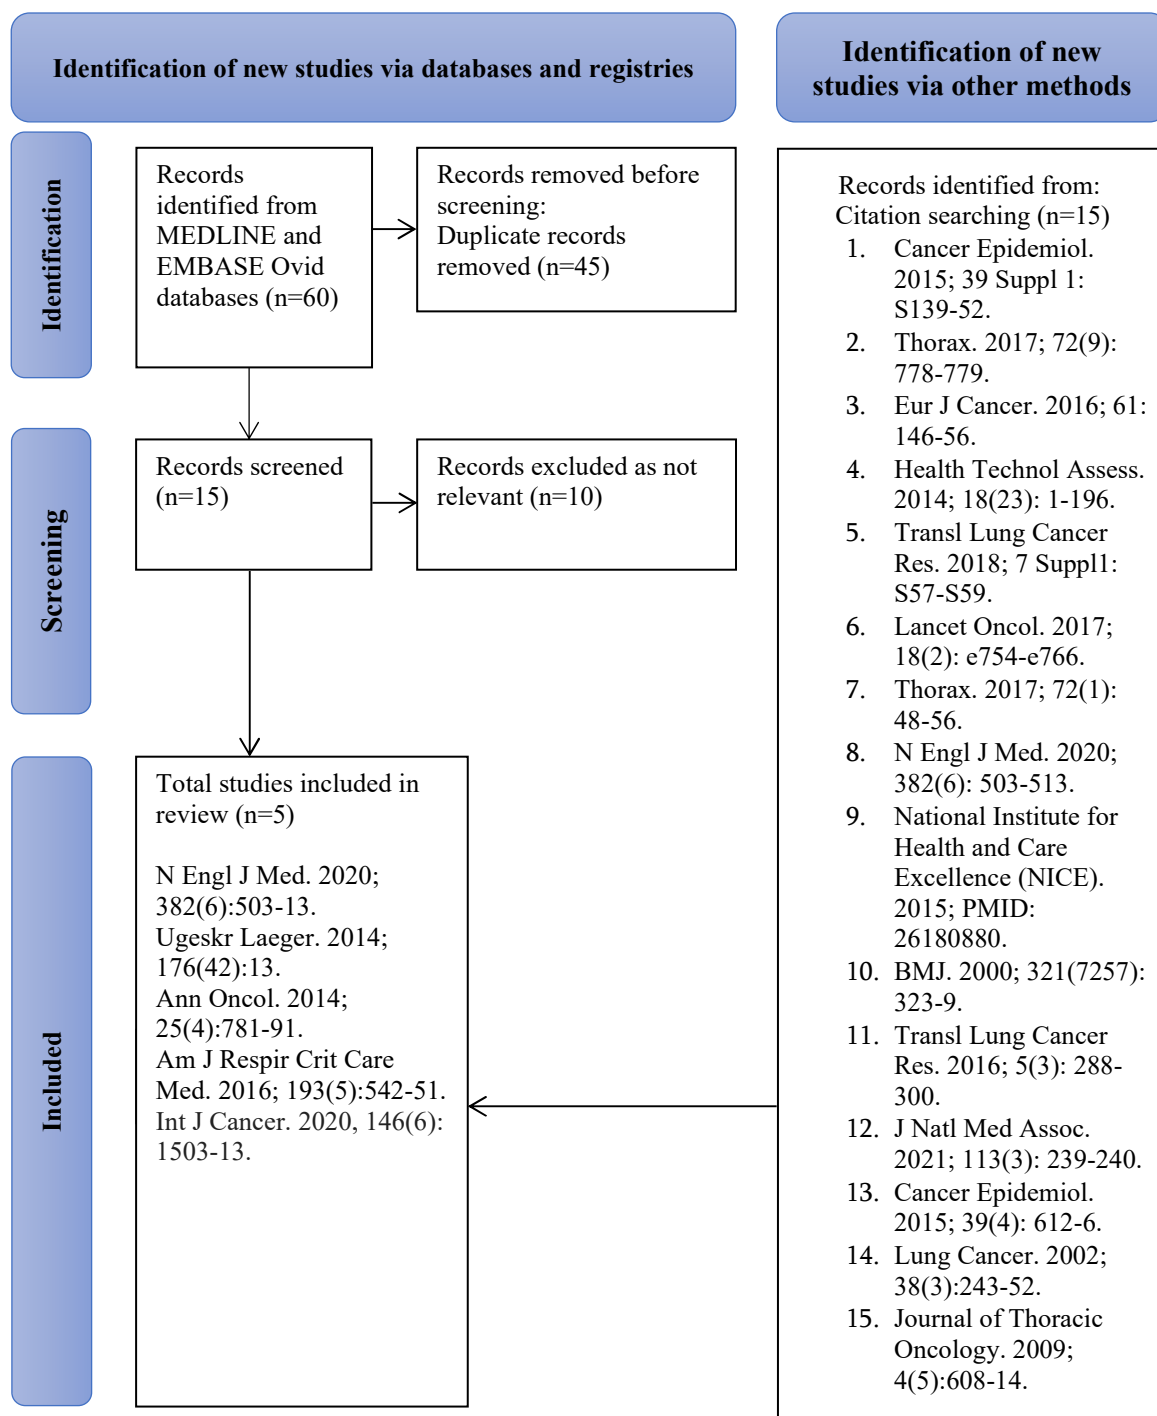 Identification of new studies via databases and registries
Identification of new
studies via other methods
Identification
Records
identified from
MEDLINE and
EMBASE Ovid
databases (n=60)
Records removed before
screening:
Duplicate records
removed (n=45)
Screening
Records screened
(n=15)
Records excluded as not
relevant (n=10)
Included
Total studies included in
review (n=5)
N Engl J Med. 2020;
382(6):503-13.
Ugeskr Laeger. 2014;
176(42):13.
Ann Oncol. 2014;
25(4):781-91.
Am J Respir Crit Care
Med. 2016; 193(5):542-51.
Int J Cancer. 2020, 146(6):
1503-13.
Records identified from:
Citation searching (n=15)
1. Cancer Epidemiol.
2015; 39 Suppl 1:
S139-52.
2. Thorax. 2017; 72(9):
778-779.
3. Eur J Cancer. 2016; 61:
146-56.
4. Health Technol Assess.
2014; 18(23): 1-196.
5. Transl Lung Cancer
Res. 2018; 7 Suppl1:
S57-S59.
6. Lancet Oncol. 2017;
18(2): e754-e766.
7. Thorax. 2017; 72(1):
48-56.
8. N Engl J Med. 2020;
382(6): 503-513.
9. National Institute for
Health and Care
Excellence (NICE).
2015; PMID:
26180880.
10. BMJ. 2000; 321(7257):
323-9.
11. Transl Lung Cancer
Res. 2016; 5(3): 288-
300.
12. J Natl Med Assoc.
2021; 113(3): 239-240.
13. Cancer Epidemiol.
2015; 39(4): 612-6.
14. Lung Cancer. 2002;
38(3):243-52.
15. Journal of Thoracic
Oncology. 2009;
4(5):608-14.